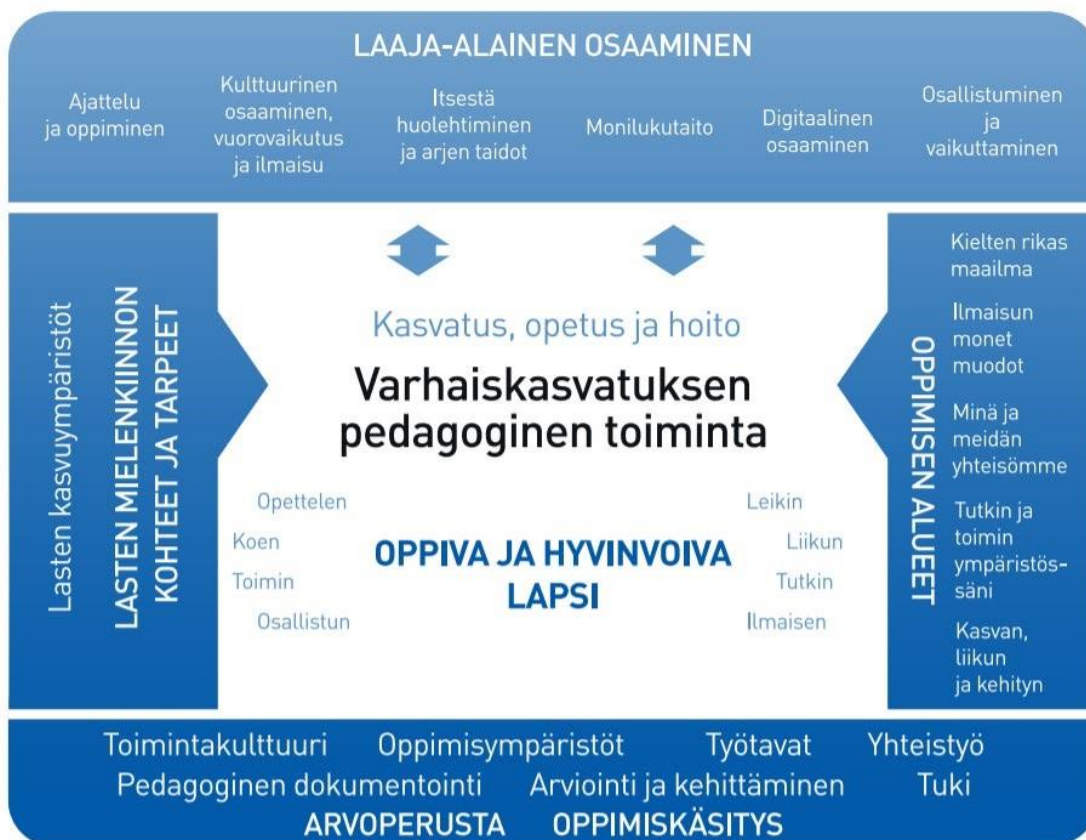 LAAJA-ALAINEN OSAAMINEN
Ajattelu
ja oppiminen
Kulttuurinen
osaaminen,
vuorovaikutus
ja ilmaisu
Itsestä
huolehtiminen
ja arjen taidot
Monilukutaito
Digitaalinen
osaaminen
Osallistuminen
ja
vaikuttaminen
Lasten kasvuympäristöt
LASTEN MIELENKIINNON
KOHTEET JA TARPEET
Kasvatus, opetus ja hoito
Varhaiskasvatuksen
pedagoginen toiminta
Opettelen
Koen
Toimin
Osallistun
OPPIVA JA HYVINVOIVA
LAPSI
Leikin
Liikun
Tutkin
Ilmaisen
OPPIMISEN ALUEET
Kielten rikas
maailma
Ilmaisun
monet
muodot
Minä ja
meidän
yhteisömme
Tutkin ja
toimin
ympäristös-
säni
Kasvan,
liikun
ja kehityn
Toimintakulttuuri Oppimisympäristöt Työtavat Yhteistyö
Pedagoginen dokumentointi Arviointi ja kehittäminen Tuki
ARVOPERUSTA OPPIMISKÄSITYS